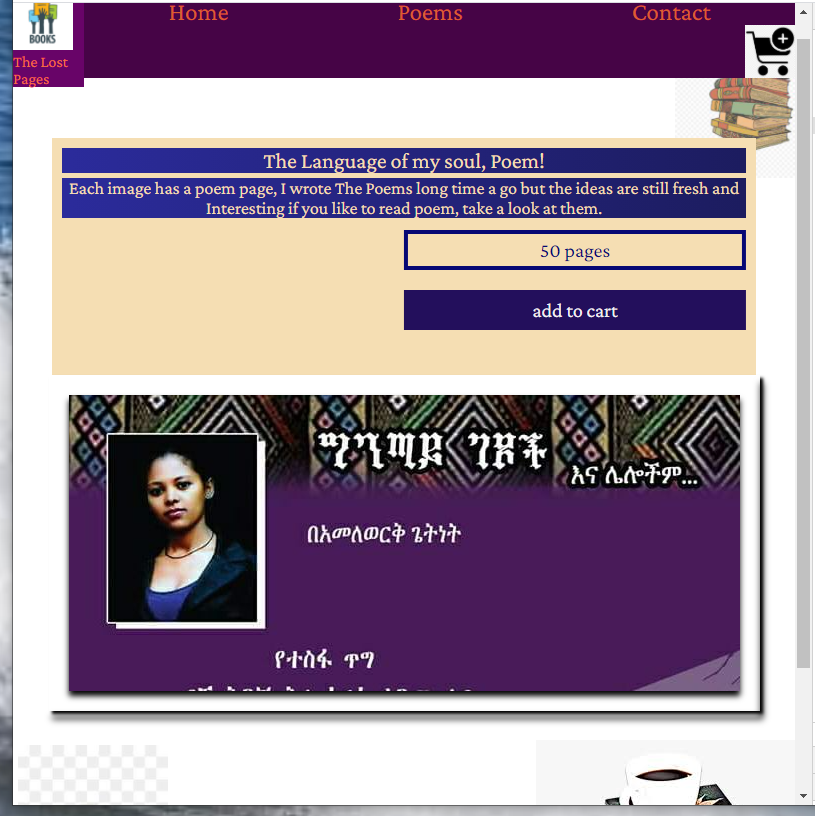 BOOKS
The Lost
Pages
Home
Poems
Contact
The Language of my soul, Poem!
Each image has a poem page, I wrote The Poems long time a go but the ideas are still fresh and
Interesting if you like to read poem, take a look at them.
50 pages
add to cart
ገጾች
እና ሌሎችም...
በአመለወርቅ ጌትነት
የተስፋ ጥግ